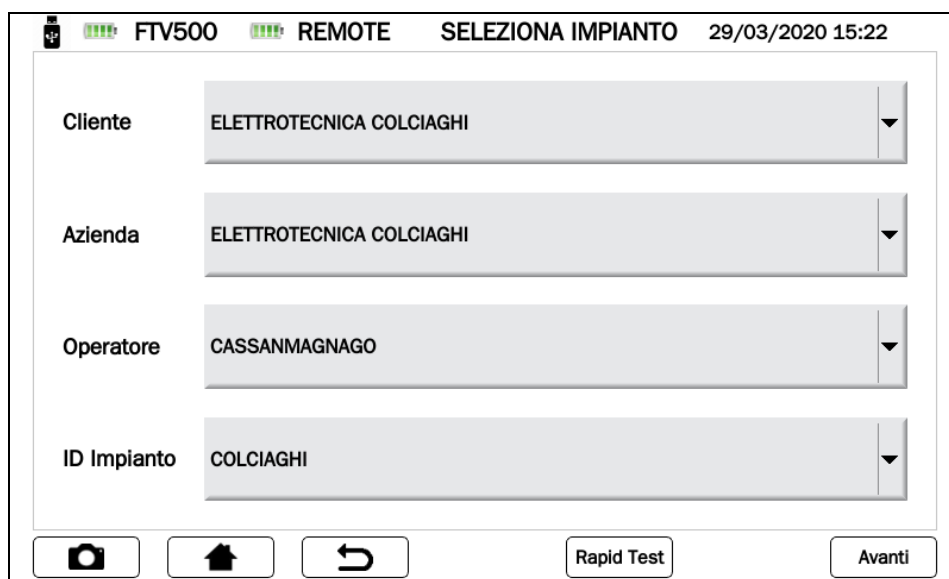 FTV500 REMOTE SELEZIONA IMPIANTO 29/03/2020 15:22
Cliente ELETTROTECNICA COLCIAGHI
Azienda ELETTROTECNICA COLCIAGHI
Operatore CASSANMAGNAGO
ID Impianto COLCIAGHI
Rapid Test Avanti